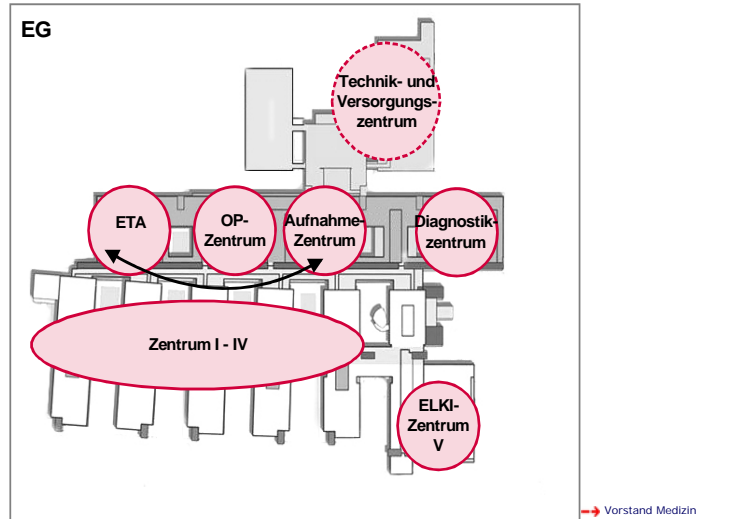 EG
Technik- und
Versorgungs-
zentrum
ETA
OP-
Zentrum
Aufnahme-
Zentrum
Diagnostik-
zentrum
Zentrum I - IV
ELKI-
Zentrum
V
Vorstand Medizin